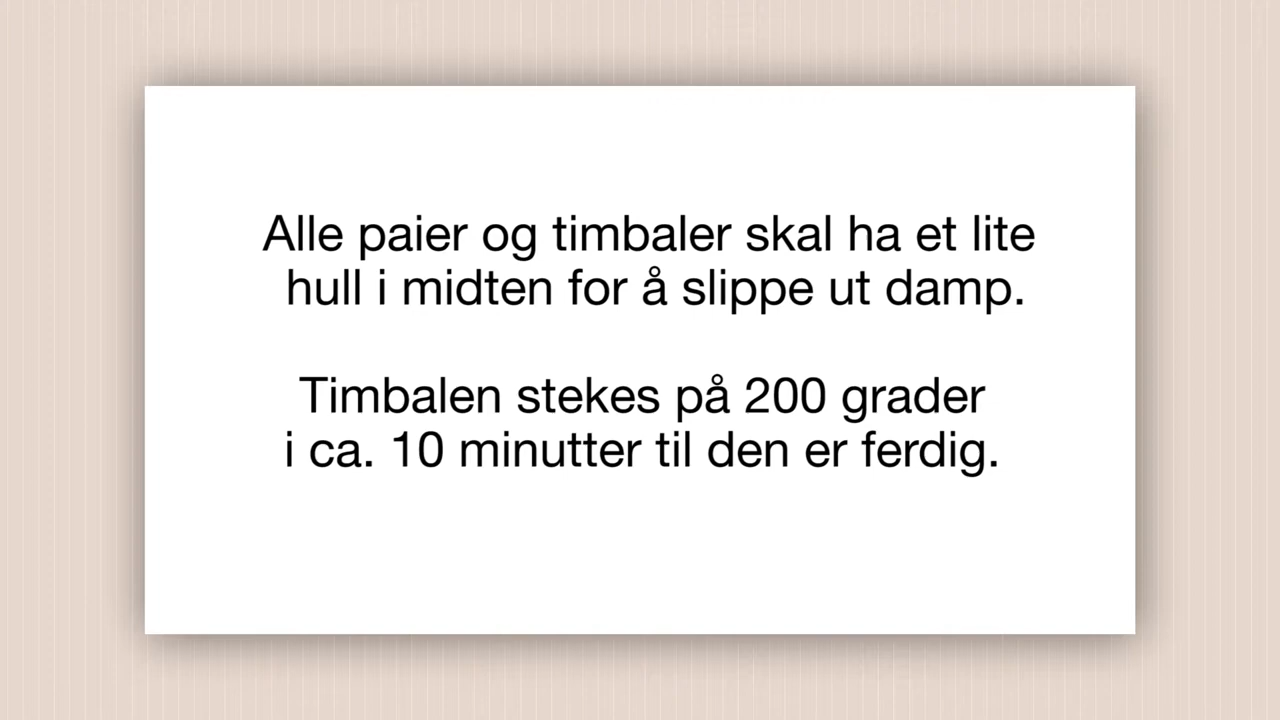 Alle paier og timbaler skal ha et lite
hull i midten for å slippe ut damp.
Timbalen stekes på 200 grader
i ca. 10 minutter til den er ferdig.